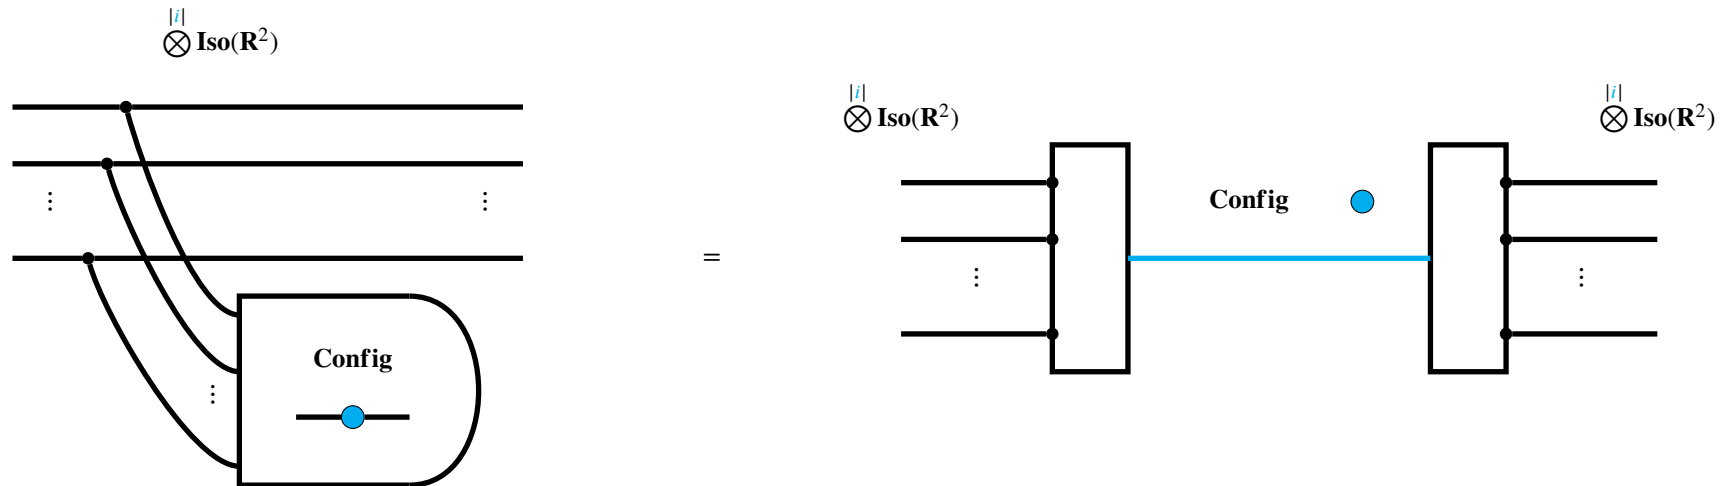 |i|
⊗ Iso(R²)
|i|
⊗ Iso(R²)
|i|
⊗ Iso(R²)
Config
⋮
⋮
=
⋮
⋮
Config
⋮